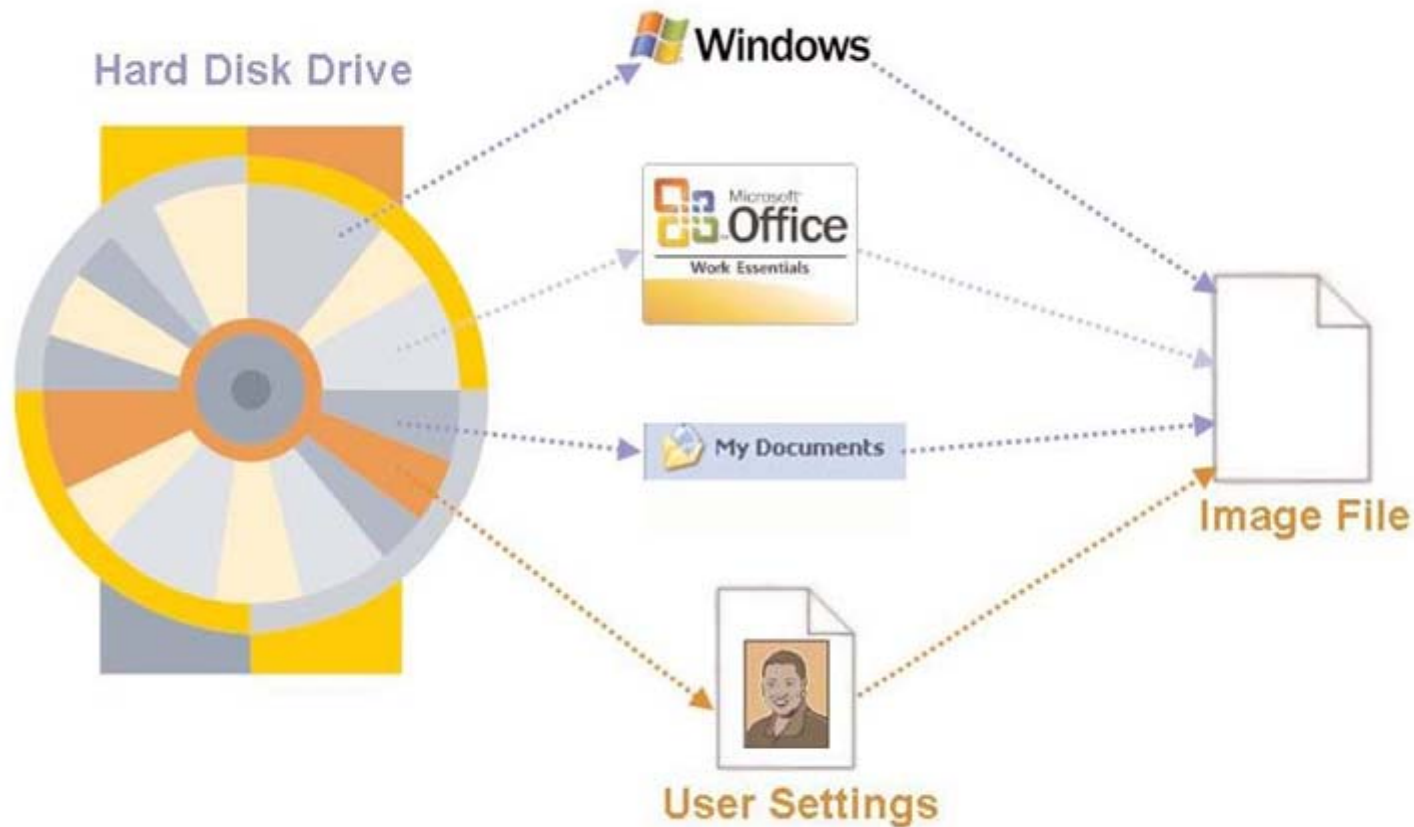 Hard Disk Drive
Windows
Microsoft
Office
Work Essentials
My Documents
Image File
User Settings